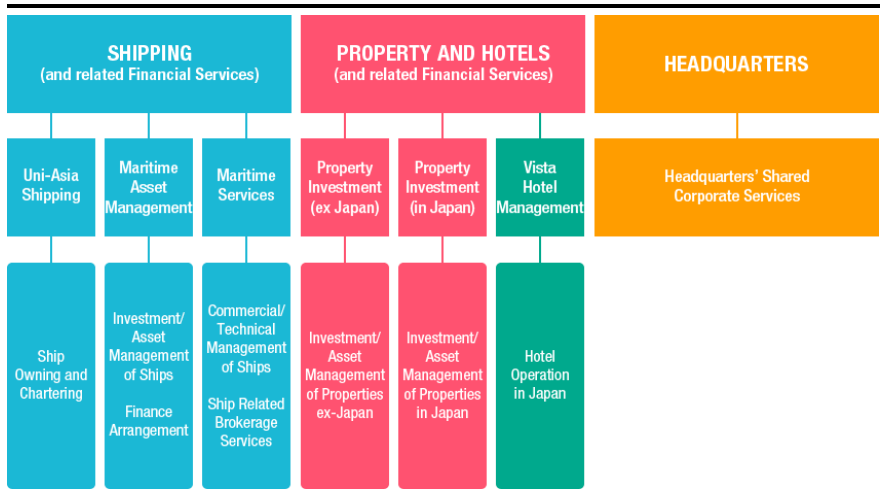 SHIPPING
(and related Financial Services)
PROPERTY AND HOTELS
(and related Financial Services)
HEADQUARTERS
Uni-Asia
Shipping
Maritime
Asset
Management
Maritime
Services
Property
Investment
(ex Japan)
Property
Investment
(in Japan)
Vista
Hotel
Management
Headquarters' Shared
Corporate Services
Ship
Owning and
Chartering
Investment/
Asset
Management
of Ships
Finance
Arrangement
Commercial/
Technical
Management
of Ships
Ship Related
Brokerage
Services
Investment/
Asset
Management
of Properties
ex-Japan
Investment/
Asset
Management
of Properties
in Japan
Hotel
Operation
in Japan